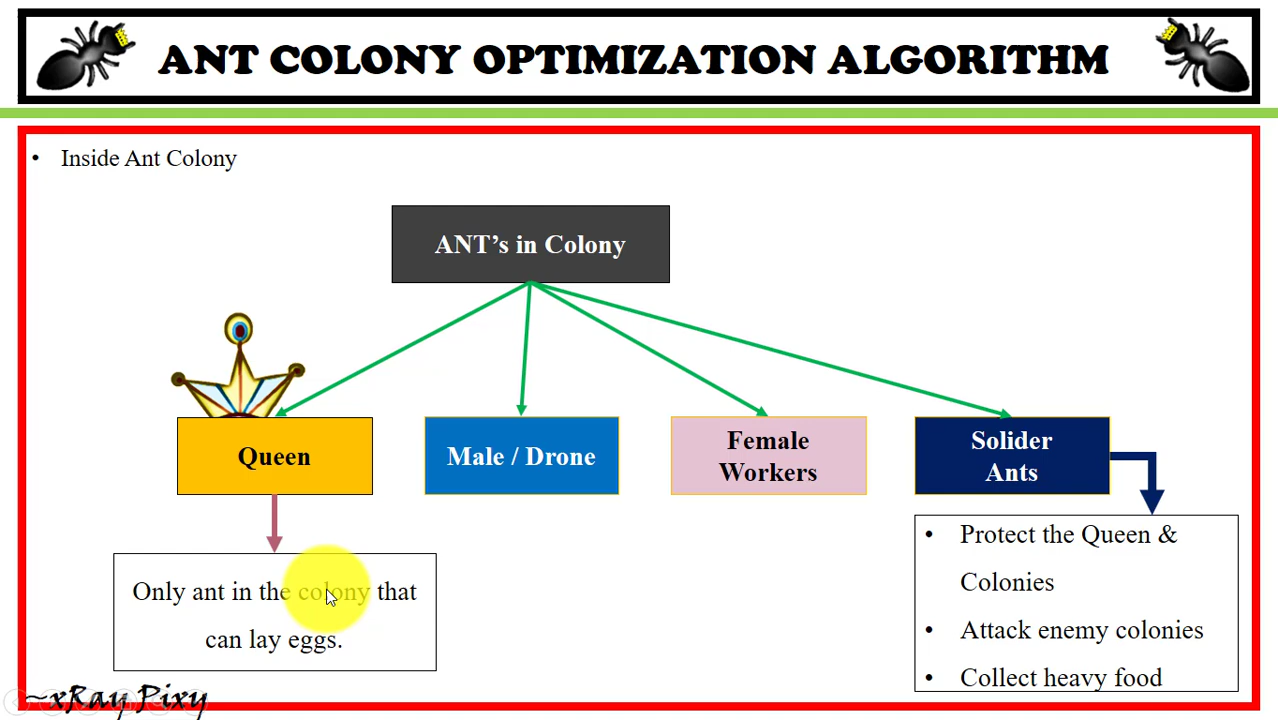 ANT COLONY OPTIMIZATION ALGORITHM
• Inside Ant Colony
ANT's in Colony
Queen
Male / Drone
Female
Workers
Solider
Ants
Only ant in the colony that
can lay eggs.
• Protect the Queen &
Colonies
• Attack enemy colonies
• Collect heavy food
~xRay Pixy